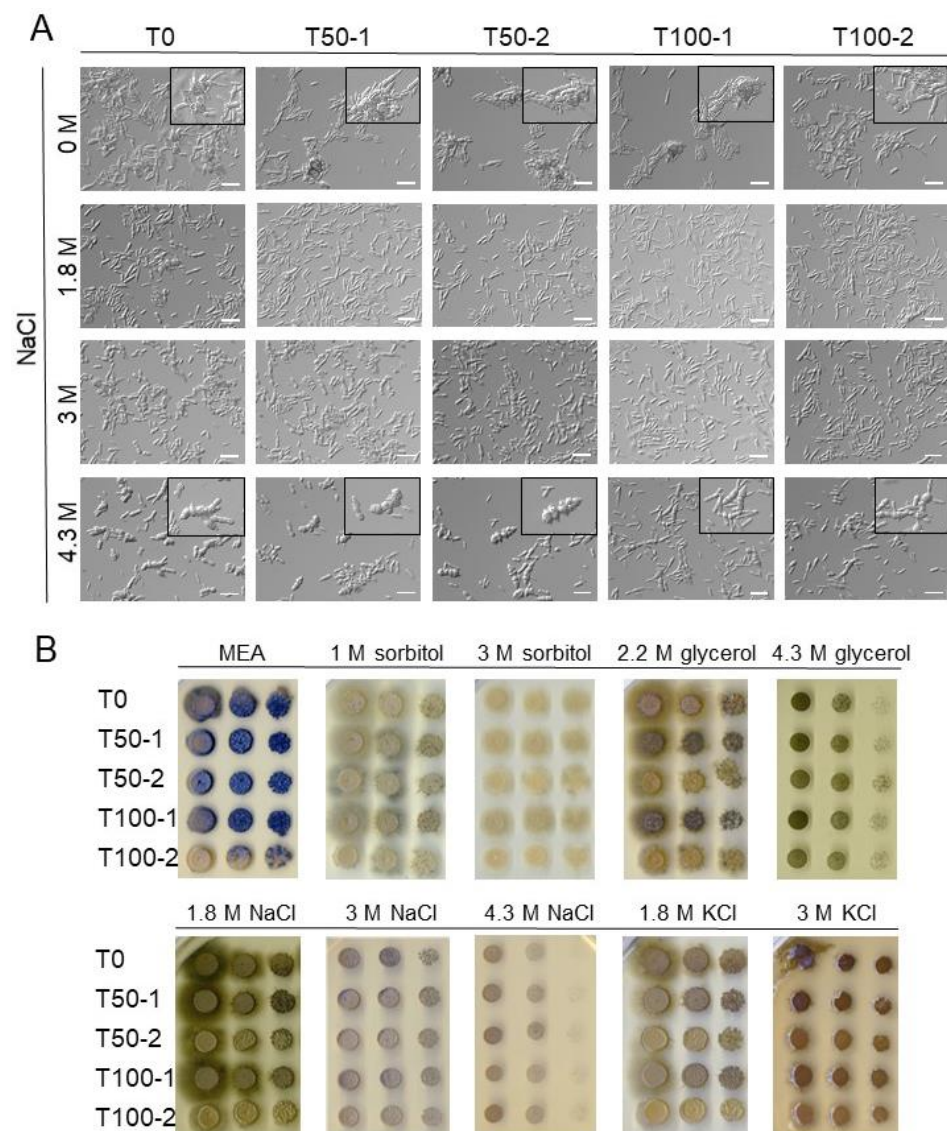 A
T0 T50-1 T50-2 T100-1 T100-2
NaCl
0 M
1.8 M
3 M
4.3 M
B
MEA 1 M sorbitol 3 M sorbitol 2.2 M glycerol 4.3 M glycerol
T0
T50-1
T50-2
T100-1
T100-2
1.8 M NaCl 3 M NaCl 4.3 M NaCl 1.8 M KCl 3 M KCl
T0
T50-1
T50-2
T100-1
T100-2